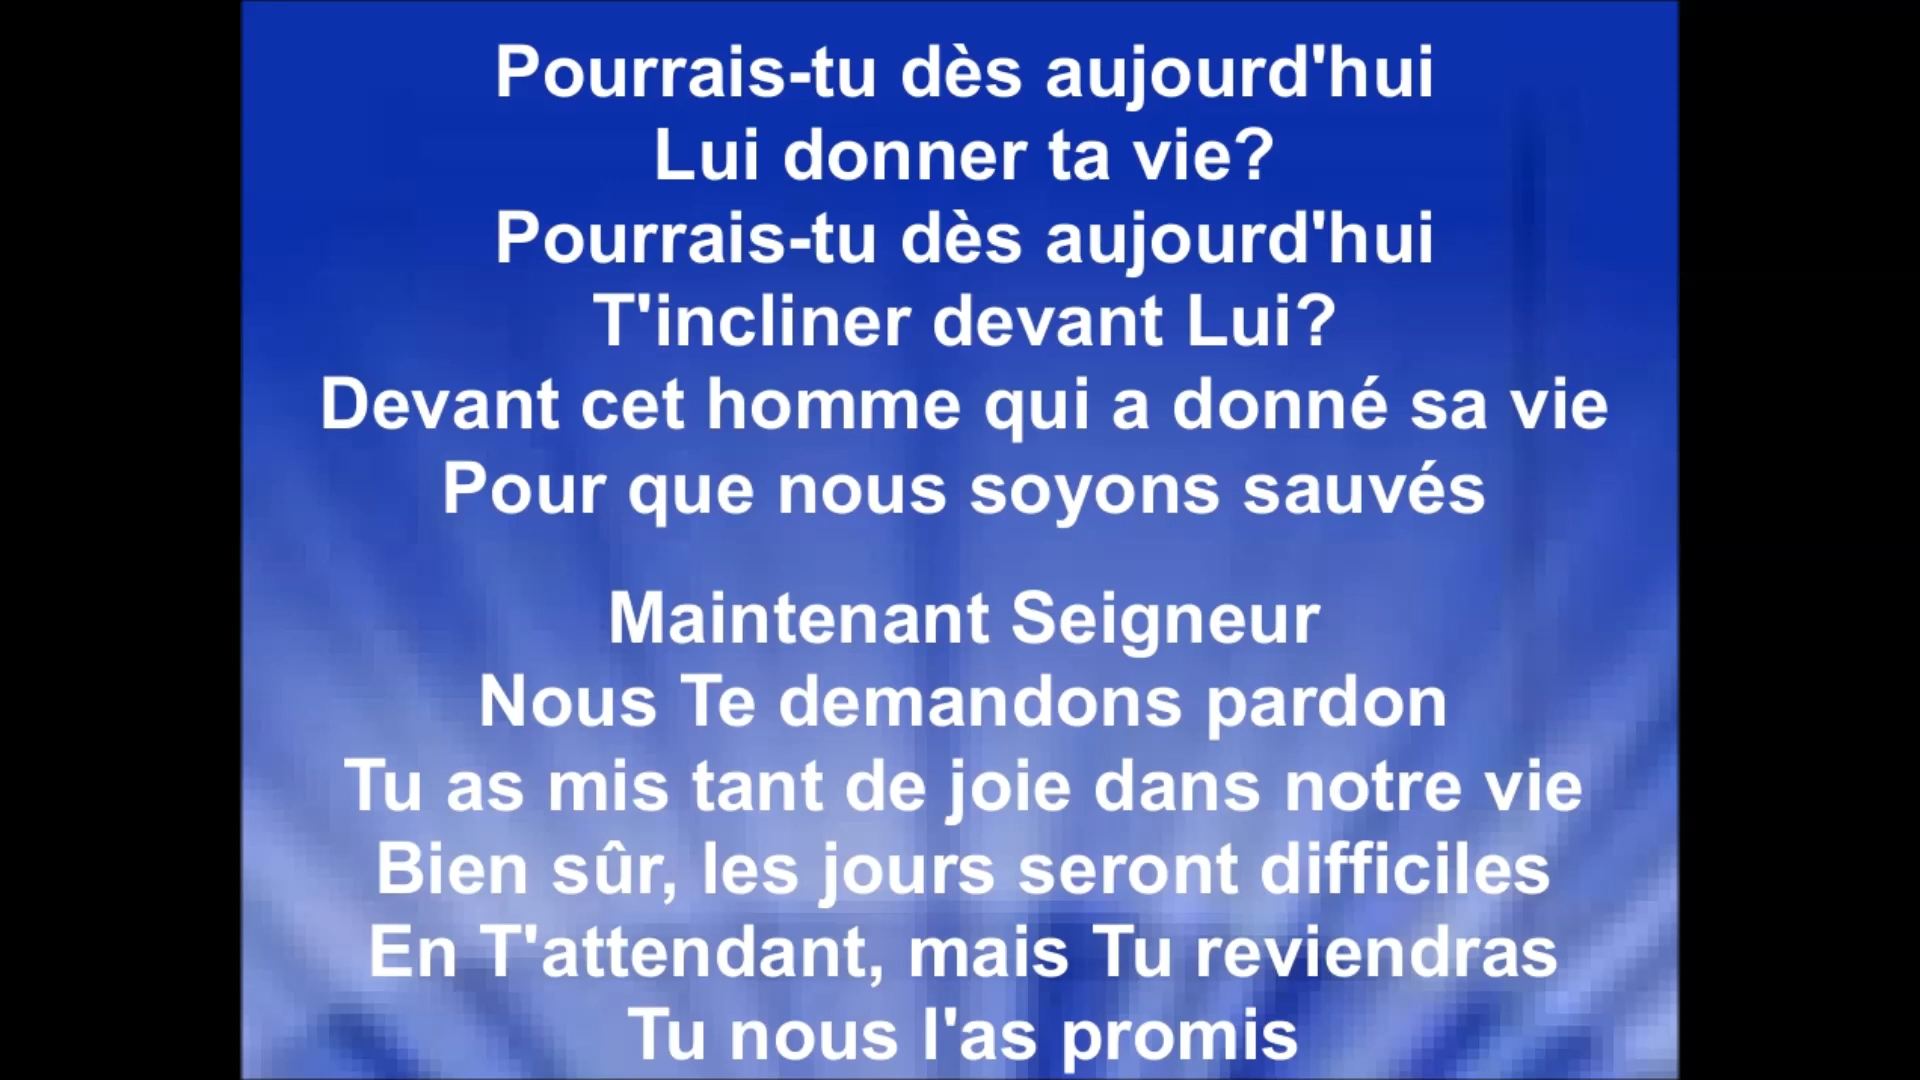 Pourrais-tu dès aujourd'hui
Lui donner ta vie?
Pourrais-tu dès aujourd'hui
T'incliner devant Lui?
Devant cet homme qui a donné sa vie
Pour que nous soyons sauvés
Maintenant Seigneur
Nous Te demandons pardon
Tu as mis tant de joie dans notre vie
Bien sûr, les jours seront difficiles
En T'attendant, mais Tu reviendras
Tu nous l'as promis